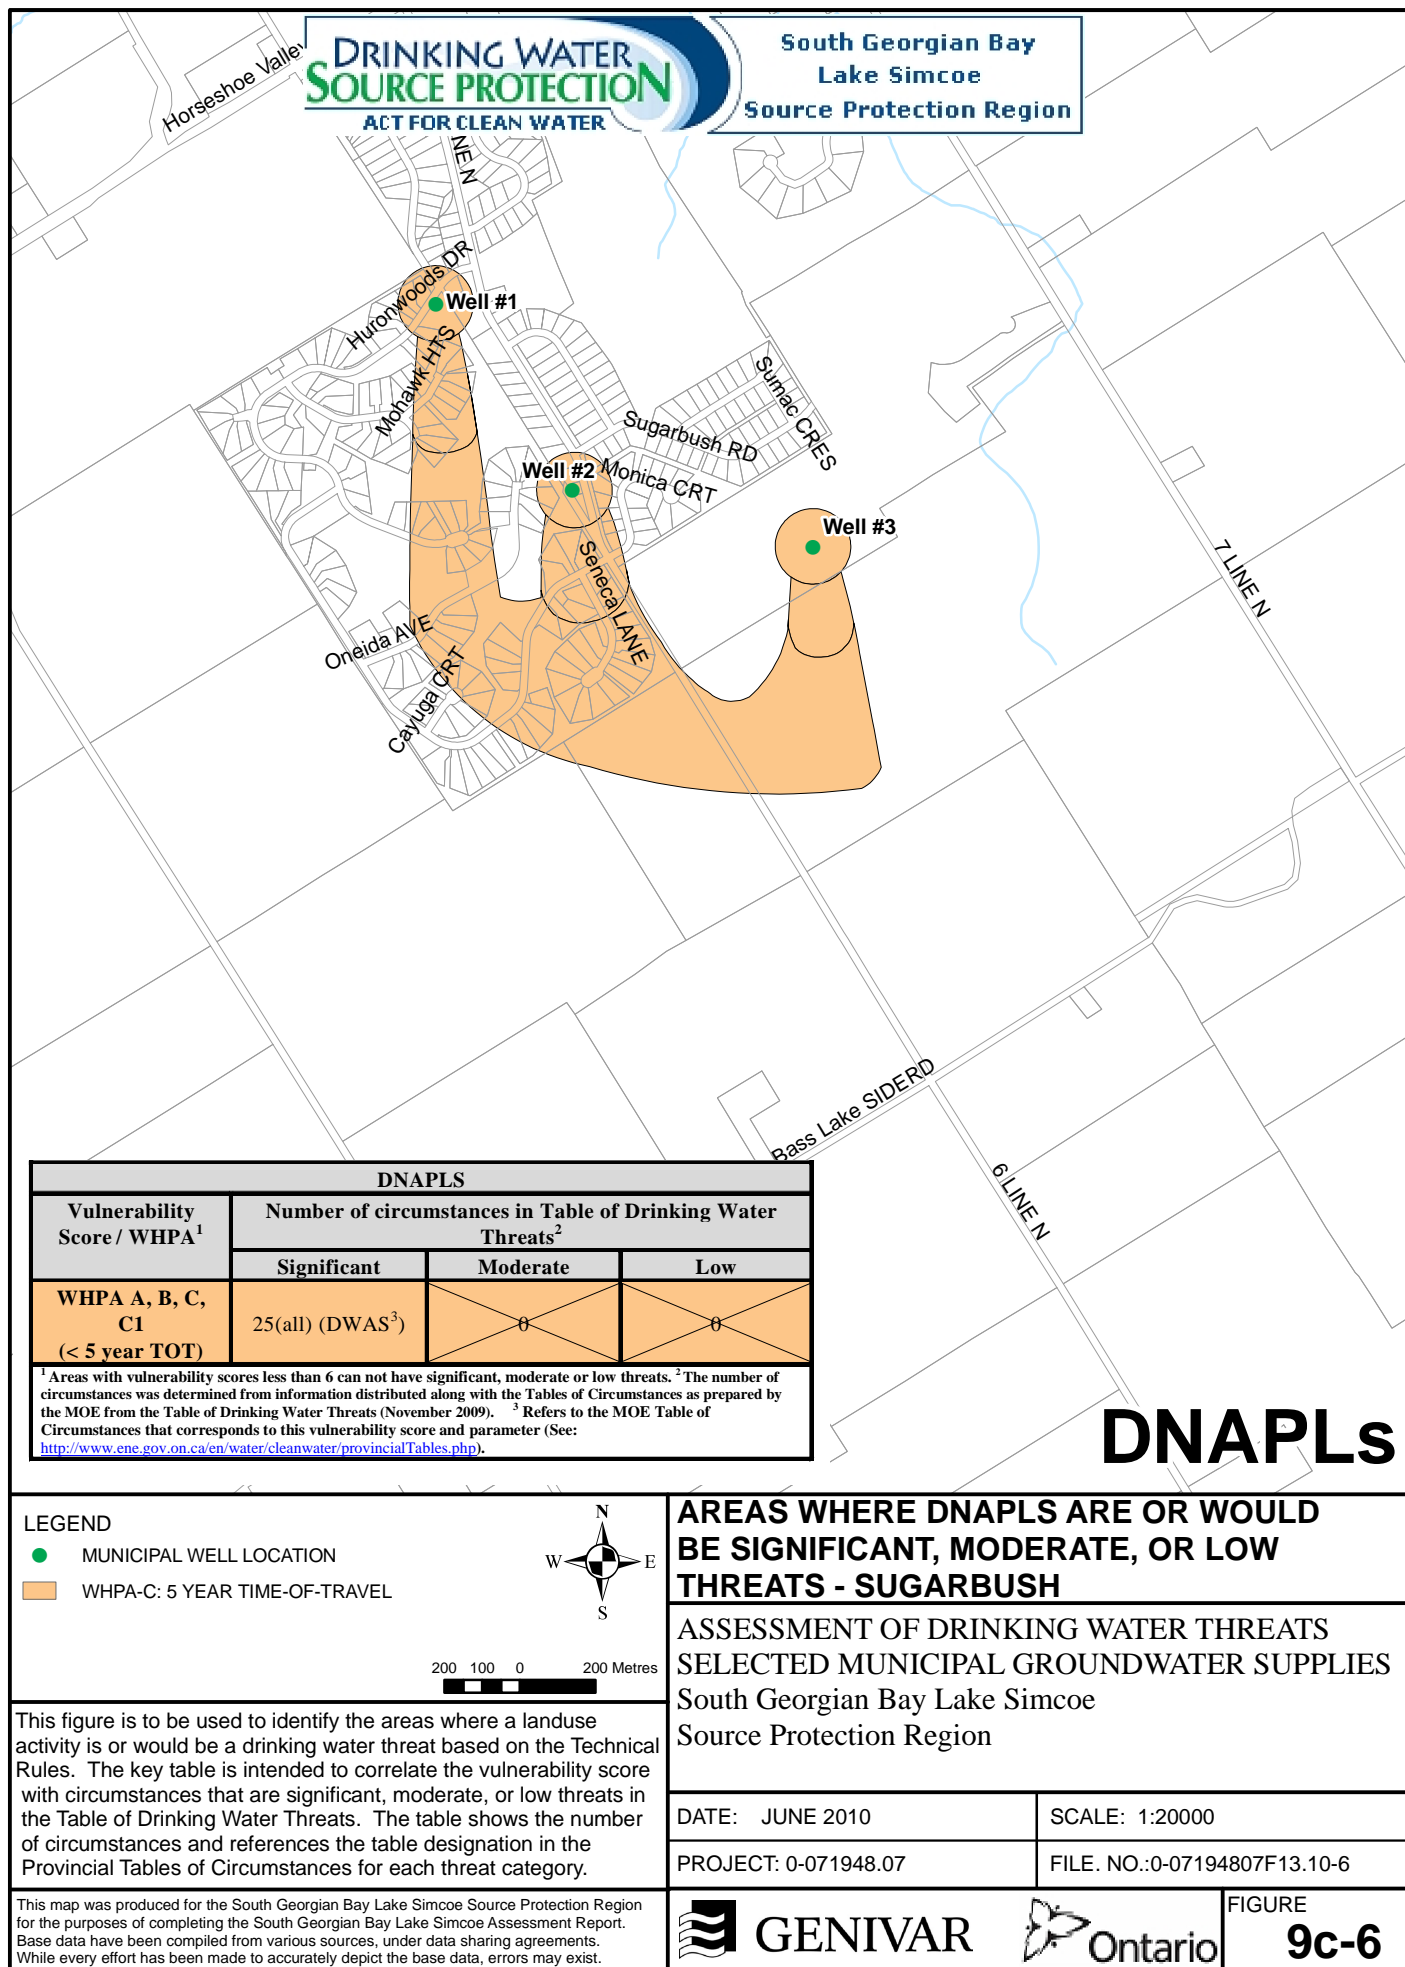 DRINKING WATER
SOURCE PROTECTION
ACT FOR CLEAN WATER
South Georgian Bay
Lake Simcoe
Source Protection Region
Horseshoe Valley
NE N
Huronwoods DR
Well #1
Mohawk HTS
Sumac CRES
Sugarbush RD
Well #2
Monica CRT
Well #3
Seneca LANE
7 LINE N
Oneida AVE
Cayuga CRT
Bass Lake SIDERD
6 LINE N
DNAPLS
Vulnerability
Score / WHPA1
Number of circumstances in Table of Drinking Water
Threats2
Significant Moderate Low
WHPA A, B, C,
C1
(< 5 year TOT)
25(all) (DWAS3) 0 0
1 Areas with vulnerability scores less than 6 can not have significant, moderate or low threats. 2 The number of
circumstances was determined from information distributed along with the Tables of Circumstances as prepared by
the MOE from the Table of Drinking Water Threats (November 2009). 3 Refers to the MOE Table of
Circumstances that corresponds to this vulnerability score and parameter (See:
http://www.ene.gov.on.ca/en/water/cleanwater/provincialTables.php).
DNAPLs
LEGEND
MUNICIPAL WELL LOCATION
WHPA-C: 5 YEAR TIME-OF-TRAVEL
N
W E
S
200 100 0 200 Metres
This figure is to be used to identify the areas where a landuse
activity is or would be a drinking water threat based on the Technical
Rules. The key table is intended to correlate the vulnerability score
with circumstances that are significant, moderate, or low threats in
the Table of Drinking Water Threats. The table shows the number
of circumstances and references the table designation in the
Provincial Tables of Circumstances for each threat category.
This map was produced for the South Georgian Bay Lake Simcoe Source Protection Region
for the purposes of completing the South Georgian Bay Lake Simcoe Assessment Report.
Base data have been compiled from various sources, under data sharing agreements.
While every effort has been made to accurately depict the base data, errors may exist.
AREAS WHERE DNAPLS ARE OR WOULD
BE SIGNIFICANT, MODERATE, OR LOW
THREATS - SUGARBUSH
ASSESSMENT OF DRINKING WATER THREATS
SELECTED MUNICIPAL GROUNDWATER SUPPLIES
South Georgian Bay Lake Simcoe
Source Protection Region
DATE: JUNE 2010
SCALE: 1:20000
PROJECT: 0-071948.07
FILE. NO.:0-07194807F13.10-6
GENIVAR
Ontario
FIGURE
9c-6